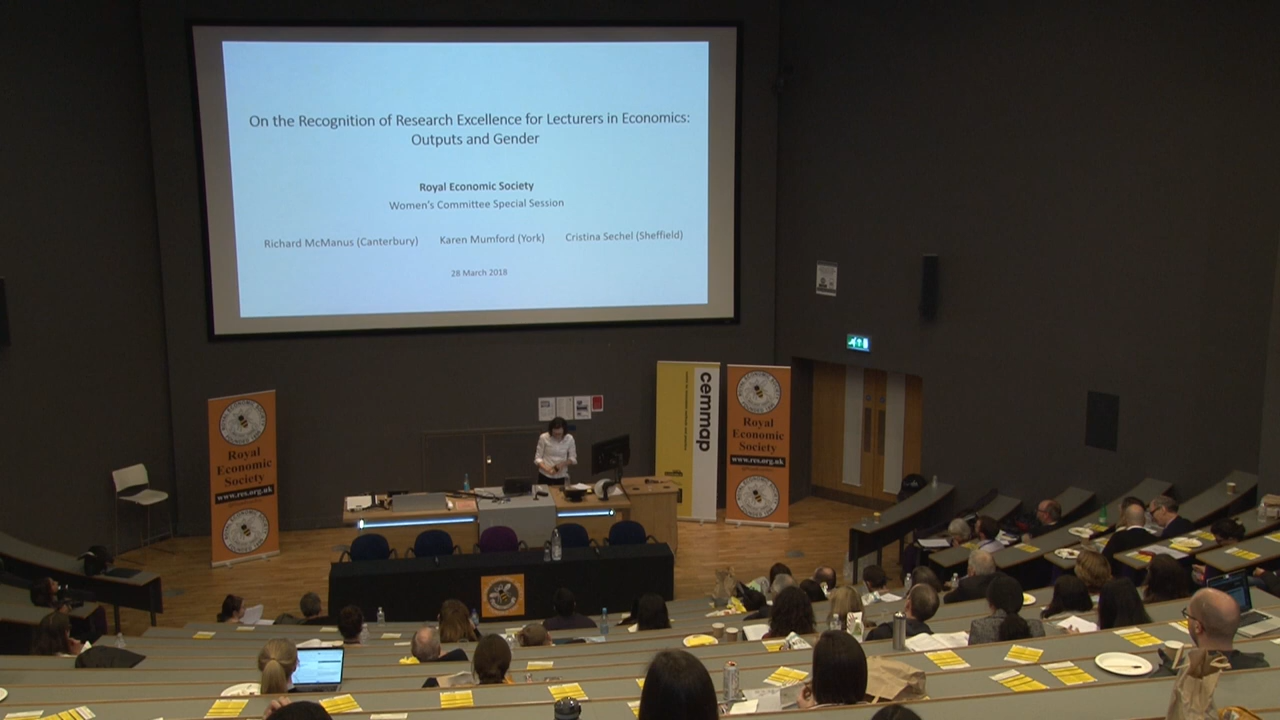 On the Recognition of Research Excellence for Lecturers in Economics:
Outputs and Gender
Royal Economic Society
Women's Committee Special Session
Richard McManus (Canterbury) Karen Mumford (York) Cristina Sechel (Sheffield)
28 March 2018
Royal
Economic
Society
www.res.org.uk
cemmap
Royal
Economic
Society
www.res.org.uk